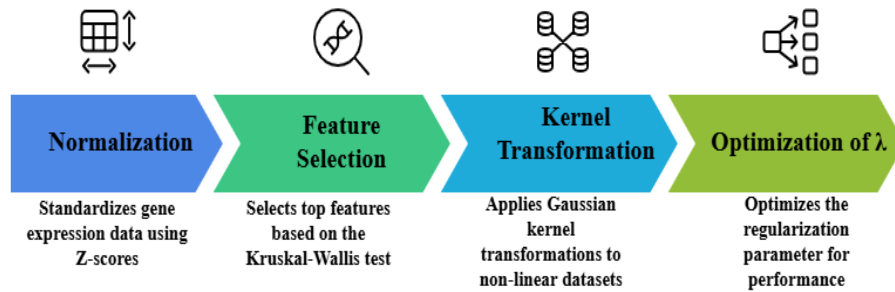 Normalization
Feature
Selection
Kernel
Transformation
Optimization of λ
Standardizes gene
expression data using
Z-scores
Selects top features
based on the
Kruskal-Wallis test
Applies Gaussian
kernel
transformations to
non-linear datasets
Optimizes the
regularization
parameter for
performance